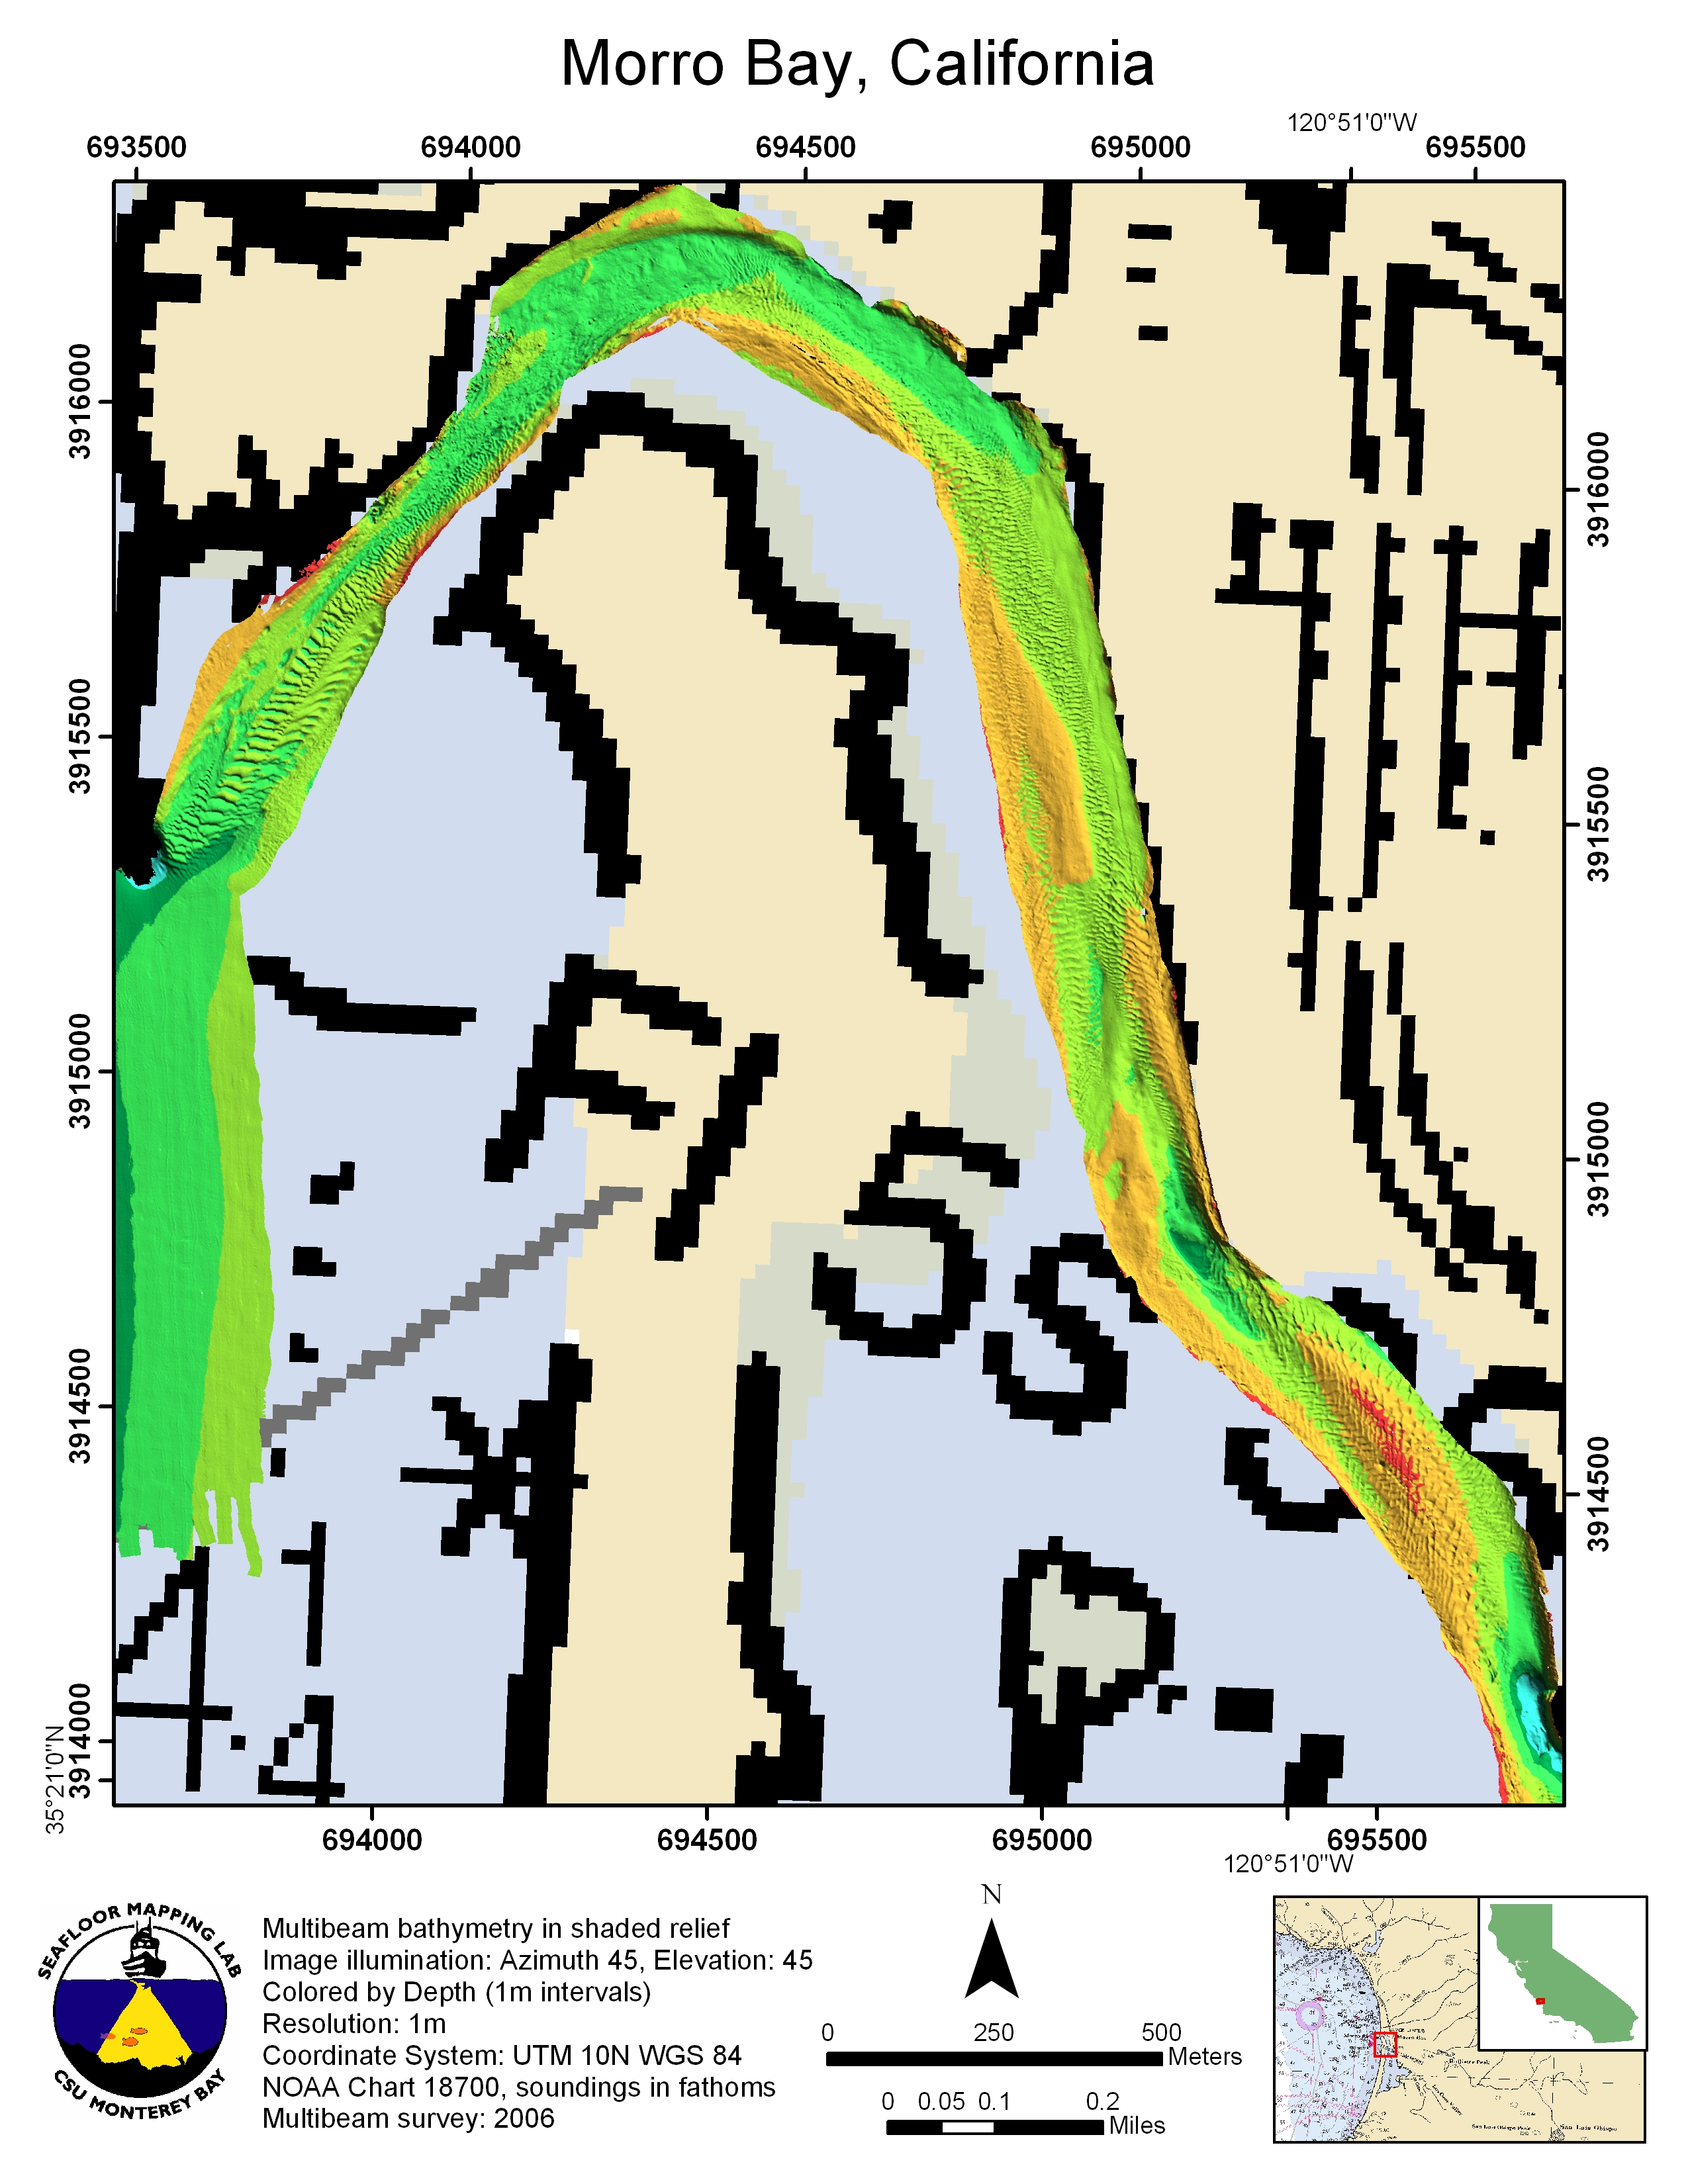 Morro Bay, California
120°51'0"W
693500 694000 694500 695000 695500
3916000
3915500
3915000
3914500
3914000
35°21'0"N
3916000
3915500
3915000
3914500
3914000
694000 694500 695000 695500
120°51'0"W
SEAFLOOR MAPPING LAB
CSU MONTEREY BAY
Multibeam bathymetry in shaded relief
Image illumination: Azimuth 45, Elevation: 45
Colored by Depth (1m intervals)
Resolution: 1m
Coordinate System: UTM 10N WGS 84
NOAA Chart 18700, soundings in fathoms
Multibeam survey: 2006
N
0 250 500
Meters
0 0.05 0.1 0.2
Miles
San Luis Obispo